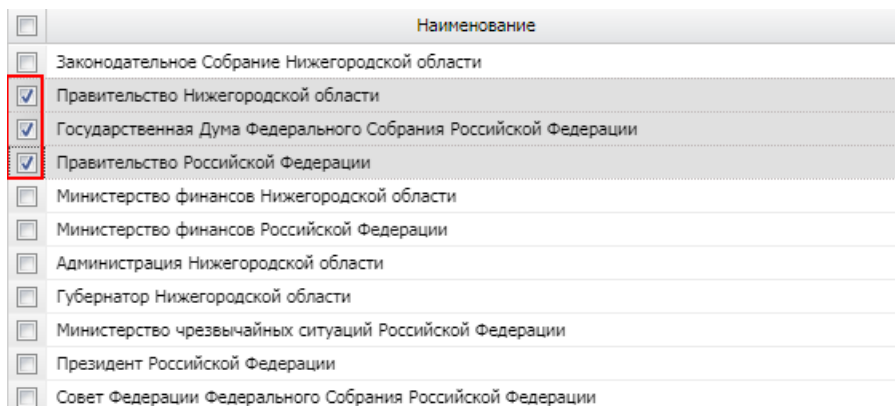 Наименование
Законодательное Собрание Нижегородской области
Правительство Нижегородской области
Государственная Дума Федерального Собрания Российской Федерации
Правительство Российской Федерации
Министерство финансов Нижегородской области
Министерство финансов Российской Федерации
Администрация Нижегородской области
Губернатор Нижегородской области
Министерство чрезвычайных ситуаций Российской Федерации
Президент Российской Федерации
Совет Федерации Федерального Собрания Российской Федерации